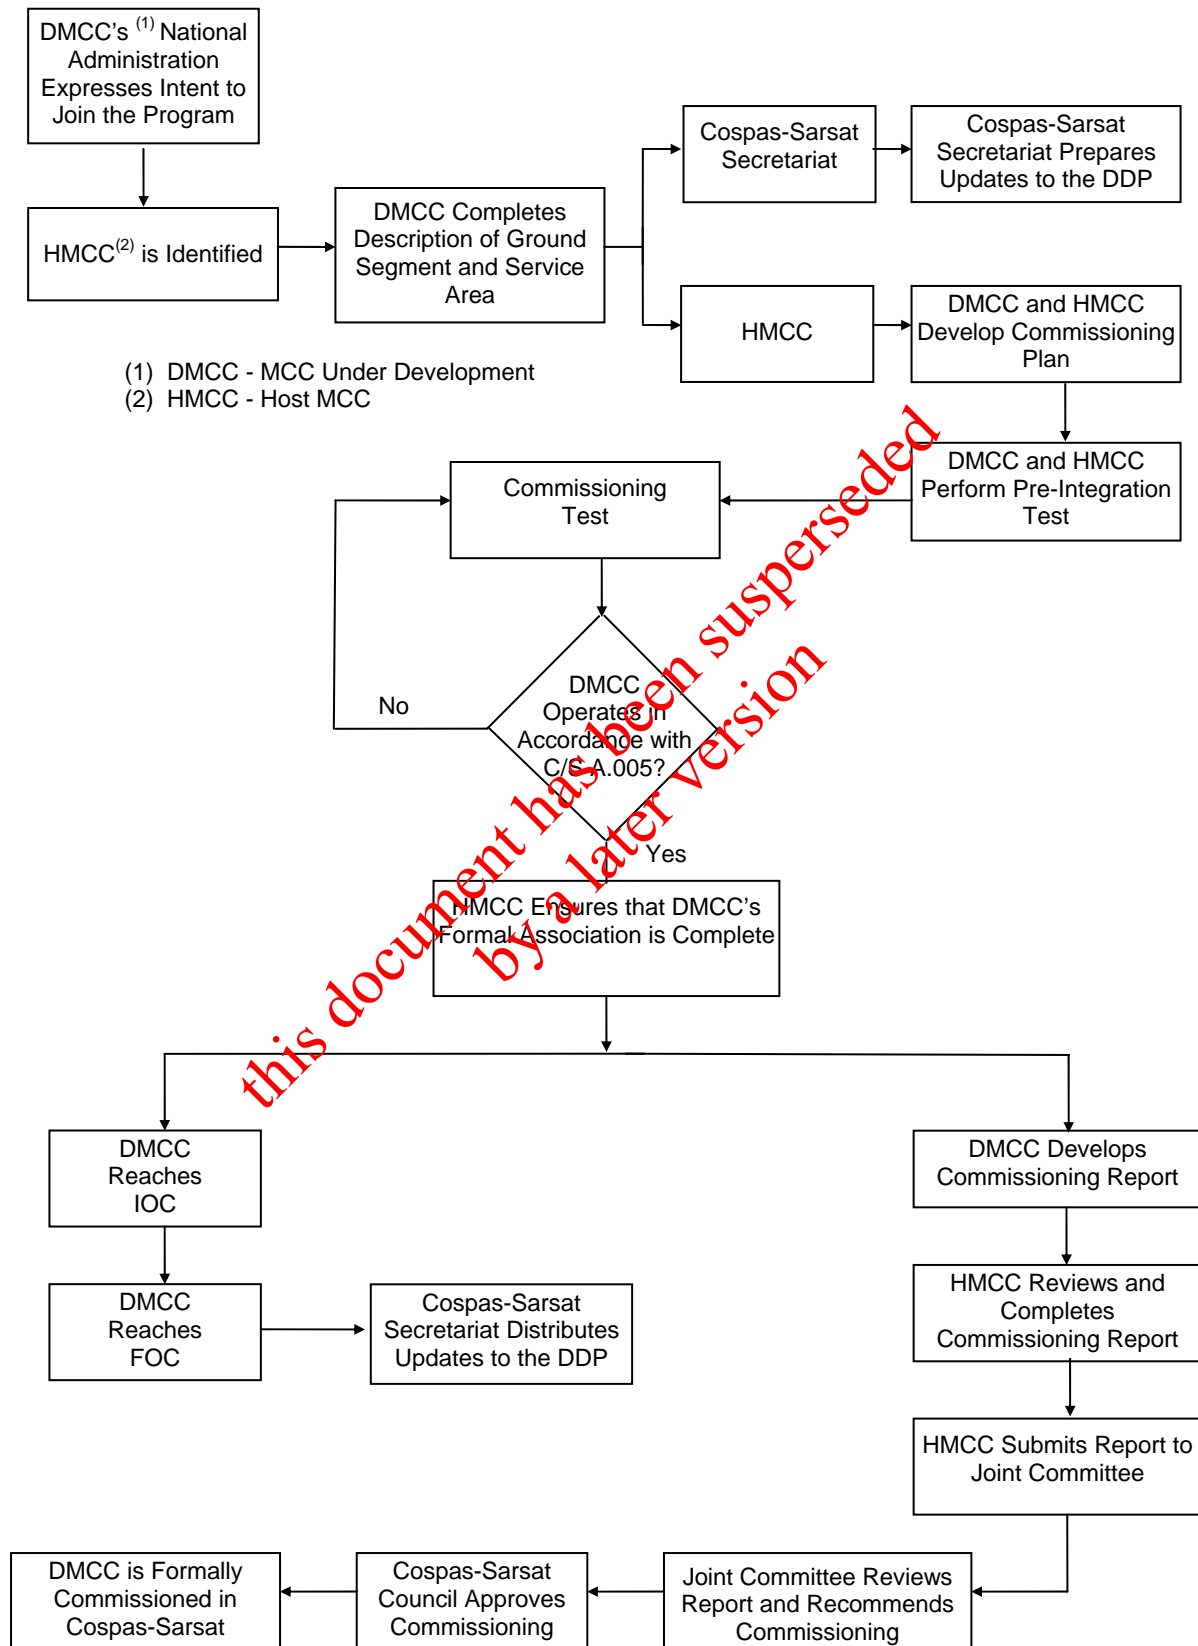 DMCC's (1) National
Administration
Expresses Intent to
Join the Program
HMCC(2) is Identified
DMCC Completes
Description of Ground
Segment and Service
Area
Cospas-Sarsat
Secretariat
Cospas-Sarsat
Secretariat Prepares
Updates to the DDP
HMCC
DMCC and HMCC
Develop Commissioning
Plan
(1) DMCC - MCC Under Development
(2) HMCC - Host MCC
DMCC and HMCC
Perform Pre-Integration
Test
Commissioning
Test
DMCC
Operates in
Accordance with
C/S A.005?
No
Yes
HMCC Ensures that DMCC's
Formal Association is Complete
this document has been susperseded
by a later version
DMCC
Reaches
IOC
DMCC
Reaches
FOC
Cospas-Sarsat
Secretariat Distributes
Updates to the DDP
DMCC Develops
Commissioning Report
HMCC Reviews and
Completes
Commissioning Report
HMCC Submits Report to
Joint Committee
Joint Committee Reviews
Report and Recommends
Commissioning
Cospas-Sarsat
Council Approves
Commissioning
DMCC is Formally
Commissioned in
Cospas-Sarsat